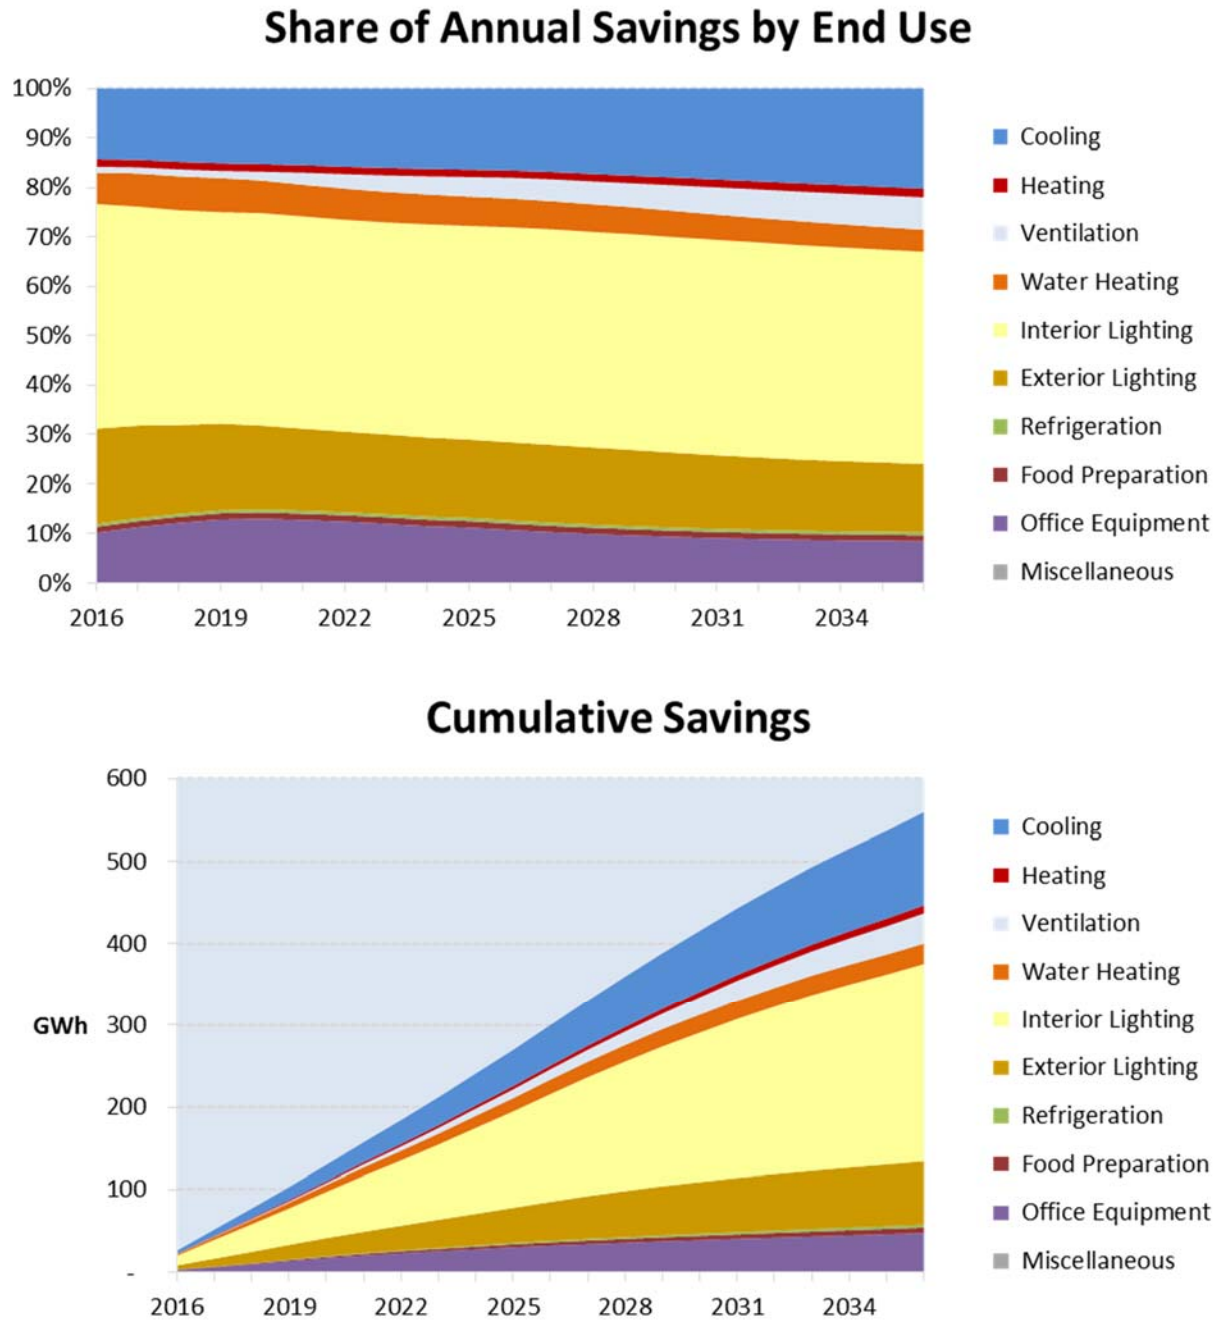 Share of Annual Savings by End Use
100%
90%
80%
70%
60%
50%
40%
30%
20%
10%
0%
2016 2019 2022 2025 2028 2031 2034
Cooling
Heating
Ventilation
Water Heating
Interior Lighting
Exterior Lighting
Refrigeration
Food Preparation
Office Equipment
Miscellaneous
Cumulative Savings
600
500
400
GWh
300
200
100
-
2016 2019 2022 2025 2028 2031 2034
Cooling
Heating
Ventilation
Water Heating
Interior Lighting
Exterior Lighting
Refrigeration
Food Preparation
Office Equipment
Miscellaneous